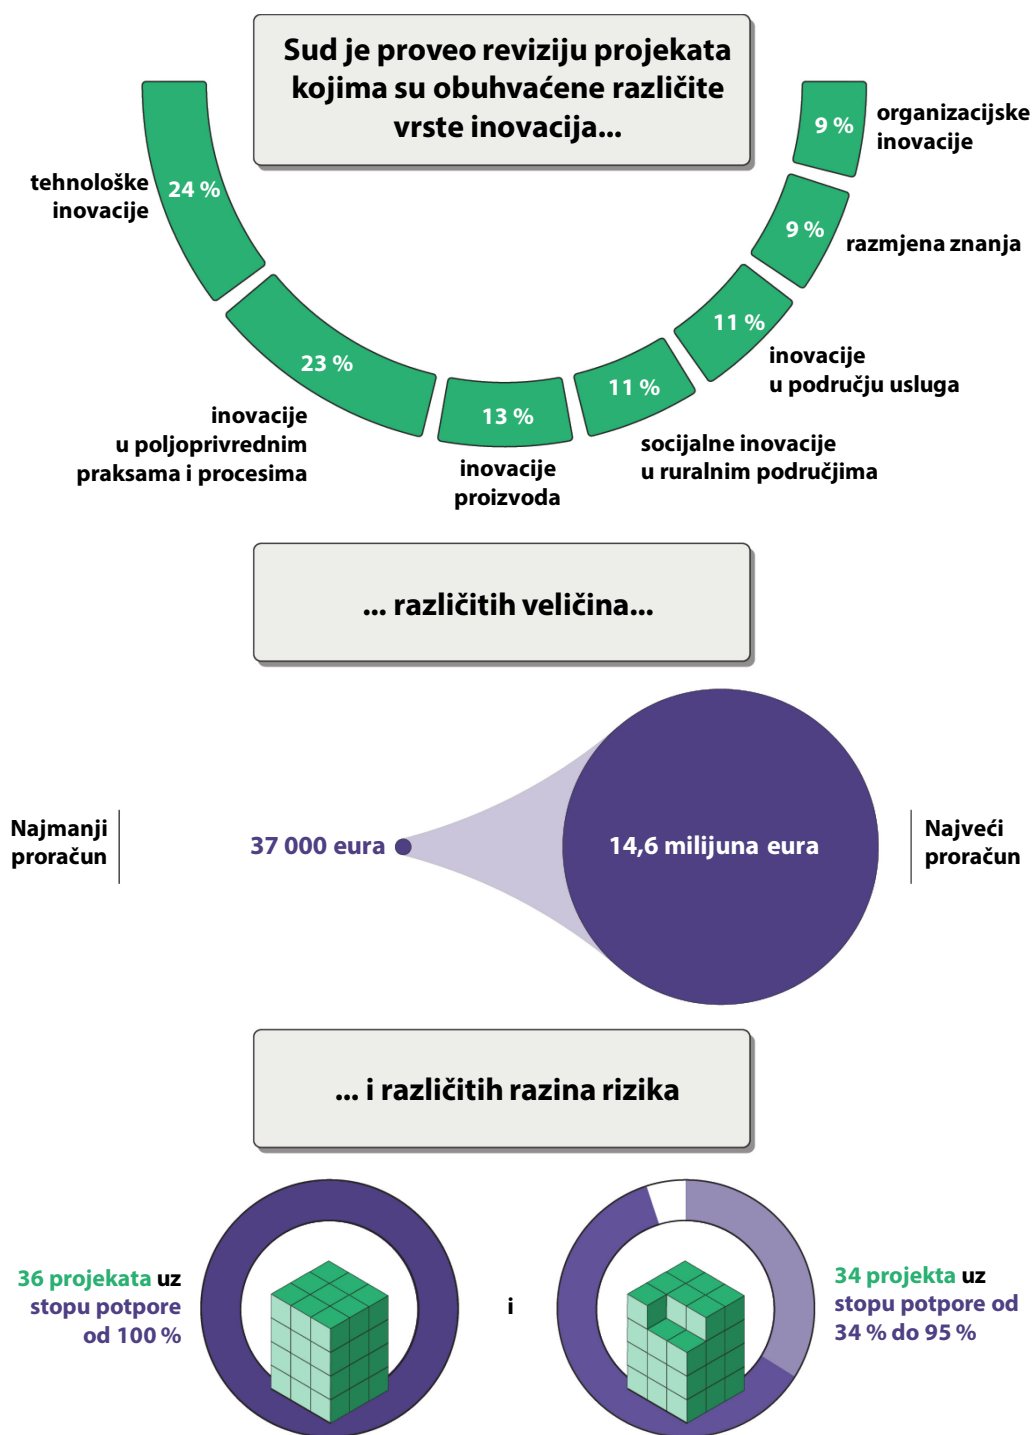 Sud je proveo reviziju projekata
kojima su obuhvaćene različite
vrste inovacija...
24 %
tehnološke
inovacije
23 %
inovacije
u poljoprivrednim
praksama i procesima
13 %
inovacije
proizvoda
11 %
socijalne inovacije
u ruralnim područjima
11 %
inovacije
u području usluga
9 %
razmjena znanja
9 %
organizacijske
inovacije
... različitih veličina...
Najmanji
proračun
37 000 eura
14,6 milijuna eura
Najveći
proračun
... i različitih razina rizika
36 projekata uz
stopu potpore
od 100 %
i
34 projekta uz
stopu potpore od
34 % do 95 %